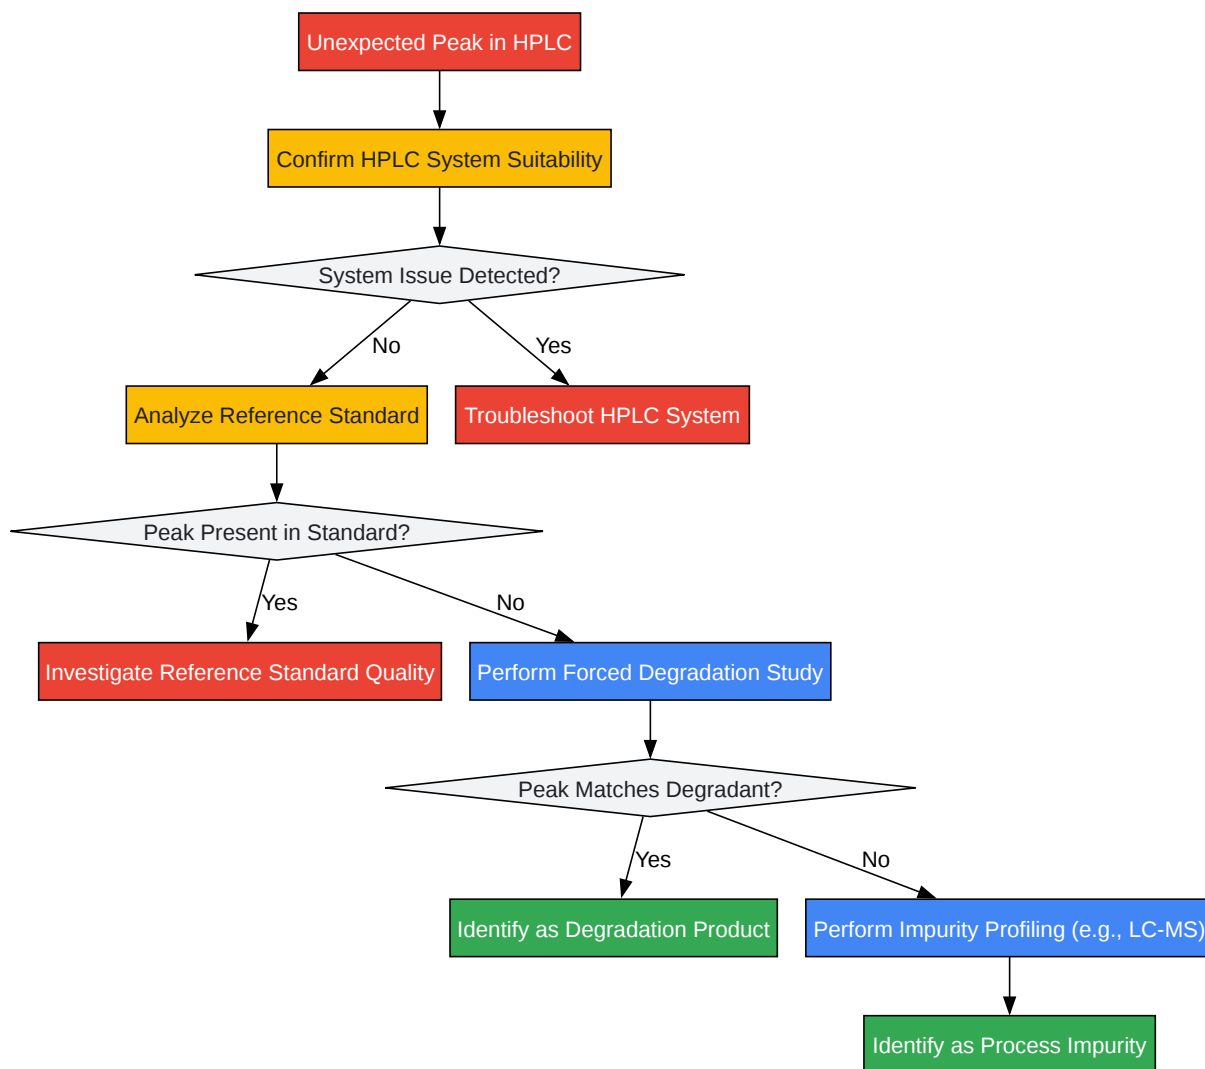 Unexpected Peak in HPLC
Confirm HPLC System Suitability
System Issue Detected?
No
Yes
Analyze Reference Standard
Troubleshoot HPLC System
Peak Present in Standard?
Yes
No
Investigate Reference Standard Quality
Perform Forced Degradation Study
Peak Matches Degradant?
Yes
No
Identify as Degradation Product
Perform Impurity Profiling (e.g., LC-MS)
Identify as Process Impurity